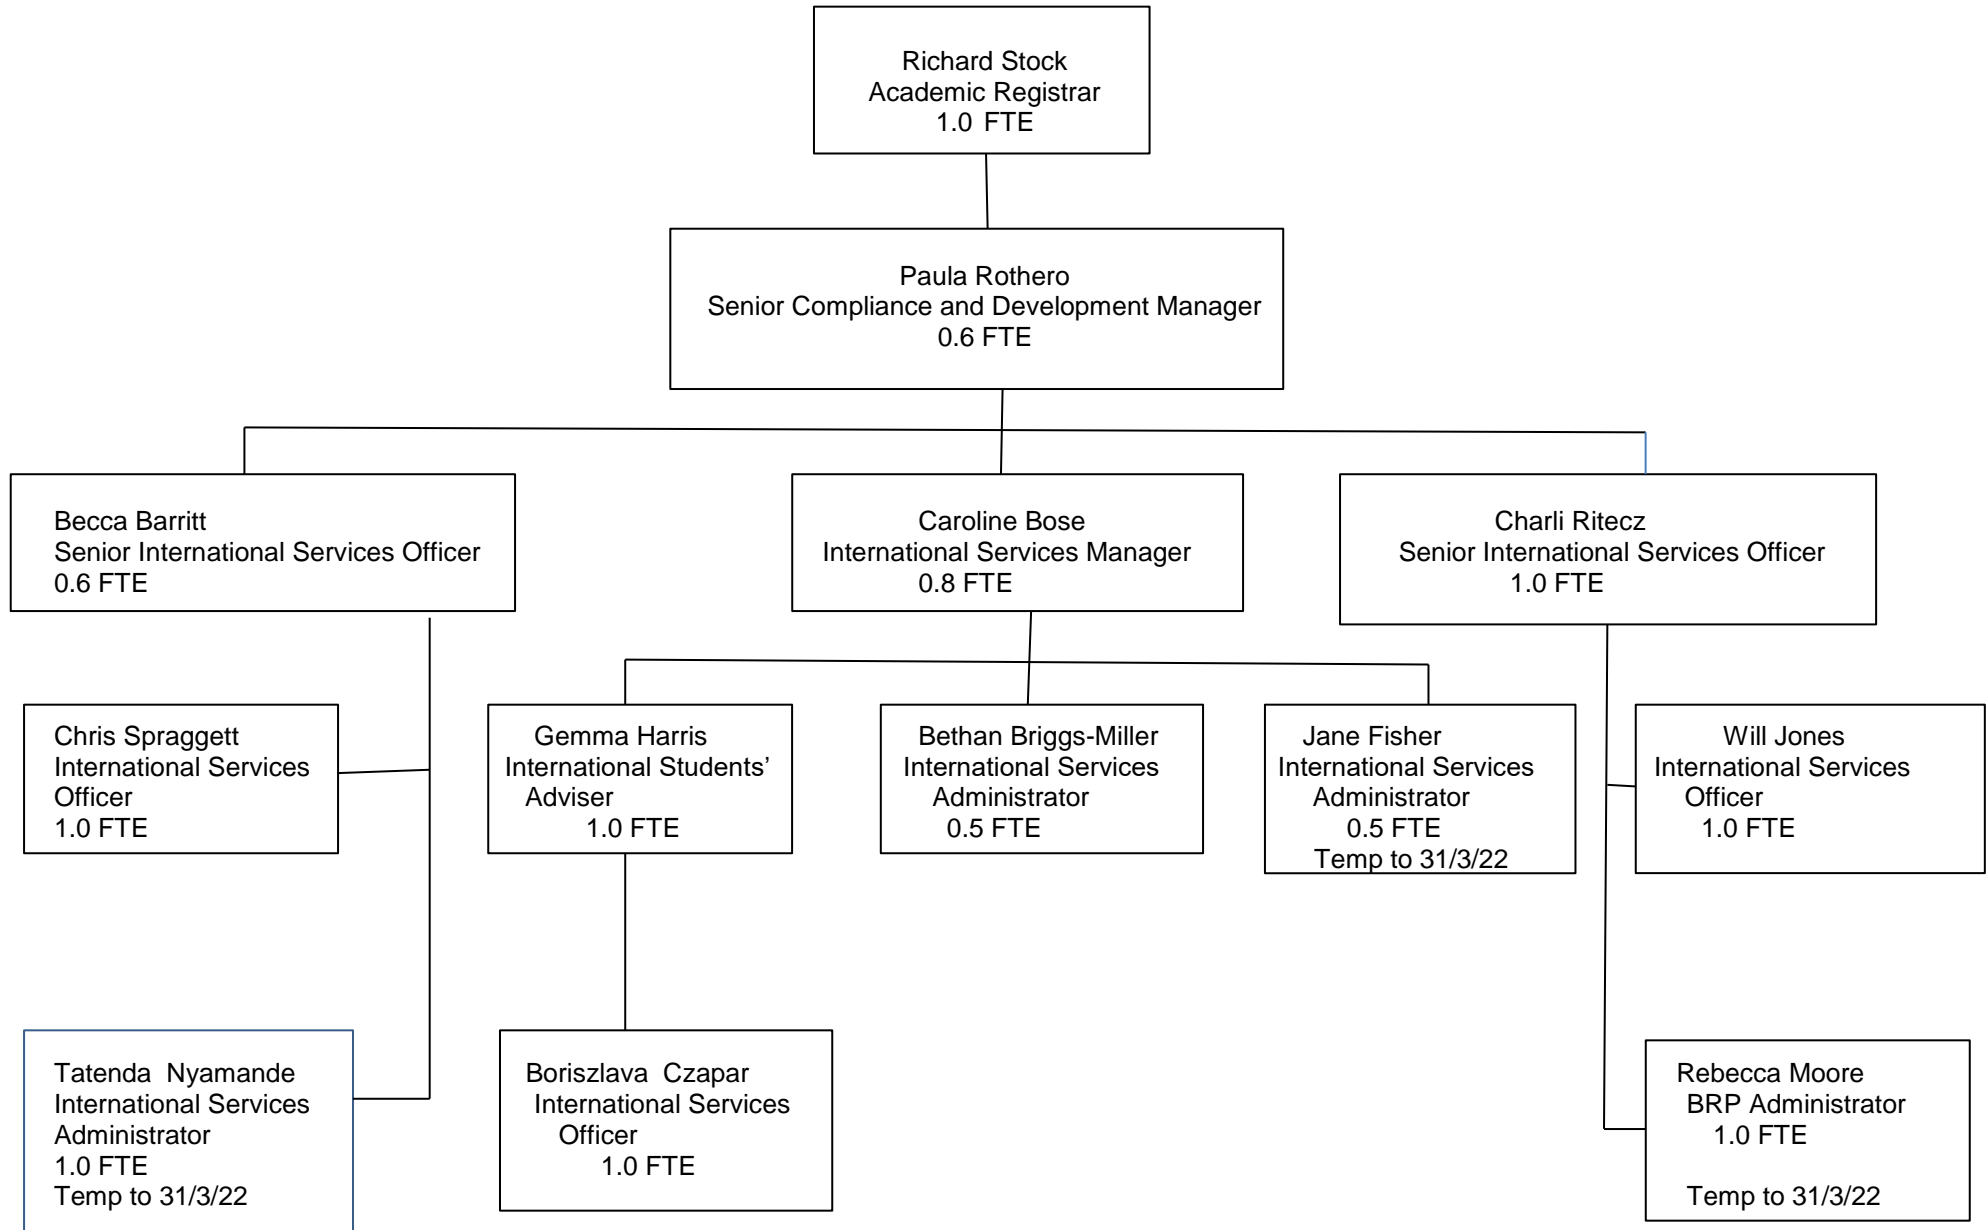 Richard Stock
Academic Registrar
1.0 FTE
Paula Rothero
Senior Compliance and Development Manager
0.6 FTE
Becca Barritt
Senior International Services Officer
0.6 FTE
Caroline Bose
International Services Manager
0.8 FTE
Charli Ritecz
Senior International Services Officer
1.0 FTE
Chris Spraggett
International Services
Officer
1.0 FTE
Gemma Harris
International Students’
Adviser
1.0 FTE
Bethan Briggs-Miller
International Services
Administrator
0.5 FTE
Jane Fisher
International Services
Administrator
0.5 FTE
Temp to 31/3/22
Will Jones
International Services
Officer
1.0 FTE
Tatenda Nyamande
International Services
Administrator
1.0 FTE
Temp to 31/3/22
Boriszlava Czapar
International Services
Officer
1.0 FTE
Rebecca Moore
BRP Administrator
1.0 FTE
Temp to 31/3/22